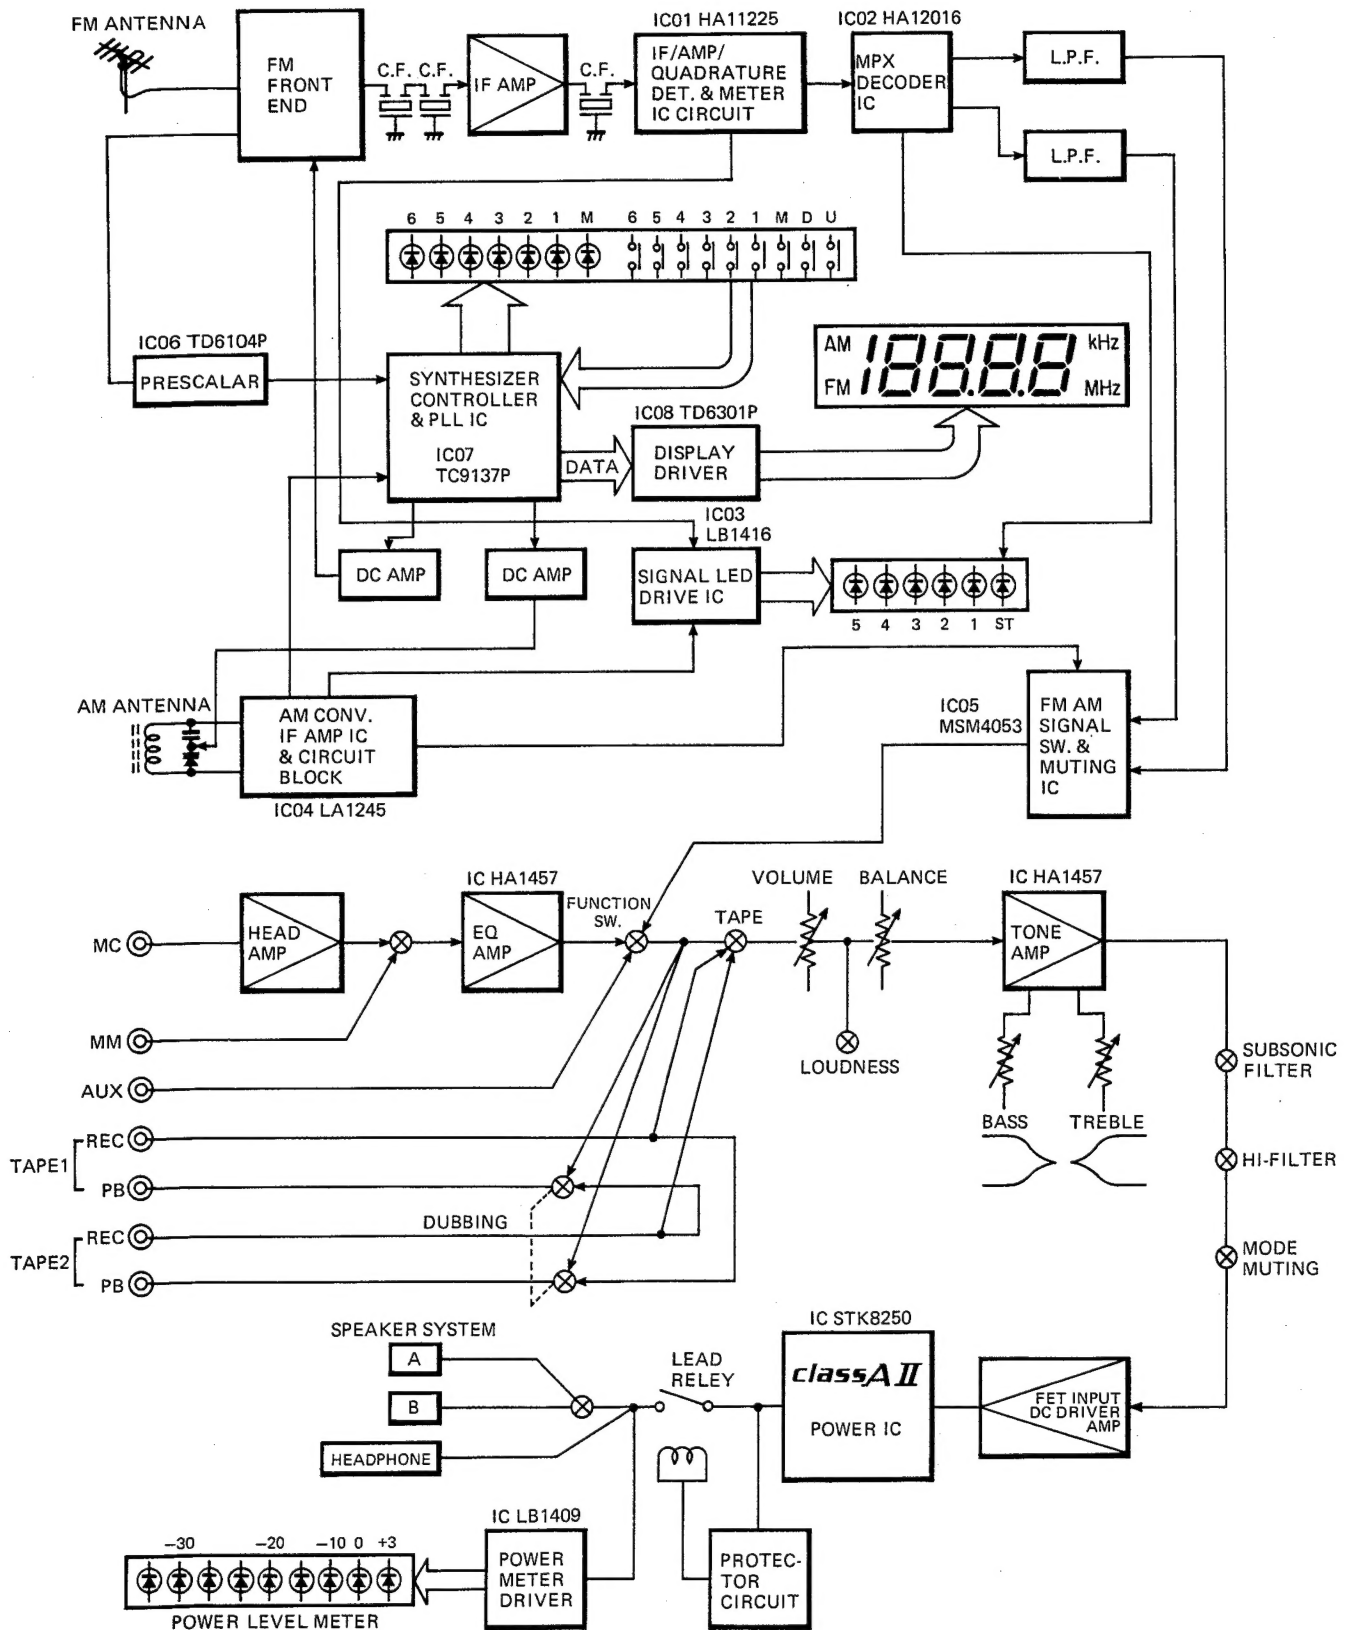 FM ANTENNA
FM
FRONT
END
C.F.
C.F.
IF AMP
C.F.
IC01 HA11225
IF/AMP/
QUADRATURE
DET. & METER
IC CIRCUIT
IC02 HA12016
MPX
DECODER
IC
L.P.F.
L.P.F.
6 5 4 3 2 1 M
6 5 4 3 2 1 M D U
IC06 TD6104P
PRESCALAR
SYNTHESIZER
CONTROLLER
& PLL IC
IC07
TC9137P
DATA
IC08 TD6301P
DISPLAY
DRIVER
AM 188.8.8 kHz
FM MHz
DC AMP
DC AMP
IC03
LB1416
SIGNAL LED
DRIVE IC
5 4 3 2 1 ST
AM ANTENNA
AM CONV.
IF AMP IC
& CIRCUIT
BLOCK
IC04 LA1245
IC05
MSM4053
FM AM
SIGNAL
SW. &
MUTING
IC
MC
HEAD
AMP
IC HA1457
EQ
AMP
FUNCTION
SW.
TAPE
VOLUME
BALANCE
LOUDNESS
IC HA1457
TONE
AMP
BASS
TREBLE
MM
AUX
TAPE1
REC
PB
TAPE2
REC
PB
DUBBING
SUBSONIC
FILTER
HI-FILTER
MODE
MUTING
SPEAKER SYSTEM
A
B
HEADPHONE
LEAD
RELEY
IC STK8250
classA II
POWER IC
FET INPUT
DC DRIVER
AMP
IC LB1409
POWER
METER
DRIVER
PROTEC-
TOR
CIRCUIT
−30 −20 −10 0 +3
POWER LEVEL METER